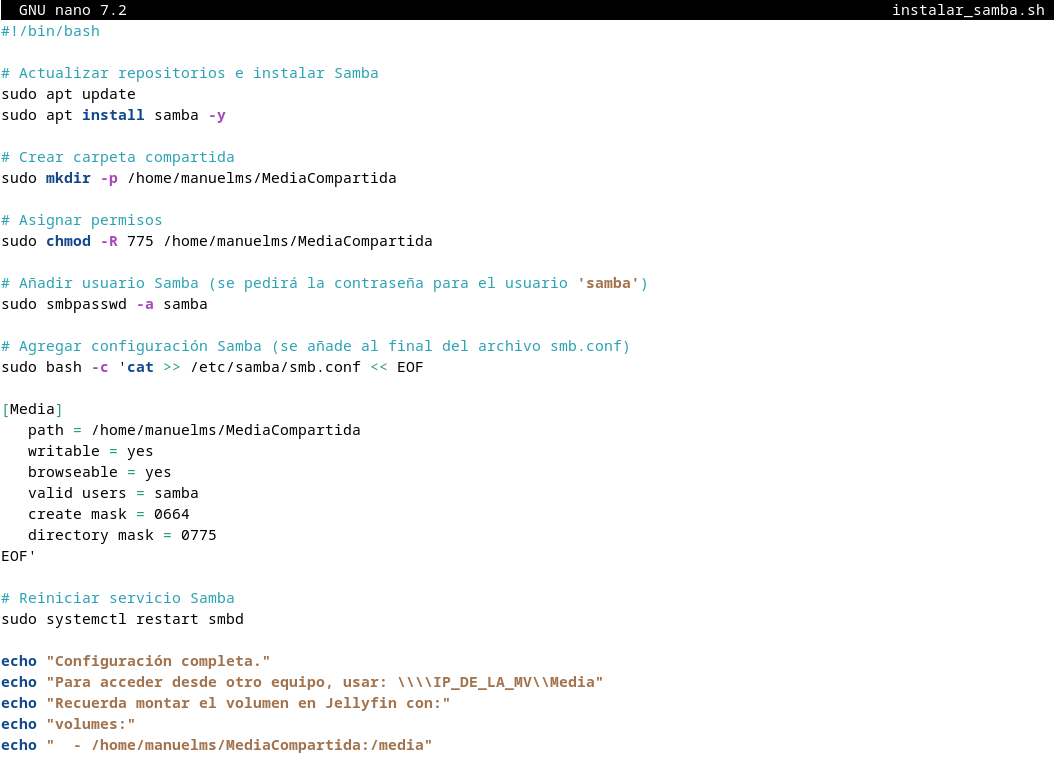 GNU nano 7.2 instalar_samba.sh
#!/bin/bash
# Actualizar repositorios e instalar Samba
sudo apt update
sudo apt install samba -y
# Crear carpeta compartida
sudo mkdir -p /home/manuelms/MediaCompartida
# Asignar permisos
sudo chmod -R 775 /home/manuelms/MediaCompartida
# Añadir usuario Samba (se pedirá la contraseña para el usuario 'samba')
sudo smbpasswd -a samba
# Agregar configuración Samba (se añade al final del archivo smb.conf)
sudo bash -c 'cat >> /etc/samba/smb.conf << EOF
[Media]
   path = /home/manuelms/MediaCompartida
   writable = yes
   browseable = yes
   valid users = samba
   create mask = 0664
   directory mask = 0775
EOF'
# Reiniciar servicio Samba
sudo systemctl restart smbd
echo "Configuración completa."
echo "Para acceder desde otro equipo, usar: \\\\IP_DE_LA_MV\\Media"
echo "Recuerda montar el volumen en Jellyfin con:"
echo "volumes:"
echo "  - /home/manuelms/MediaCompartida:/media"